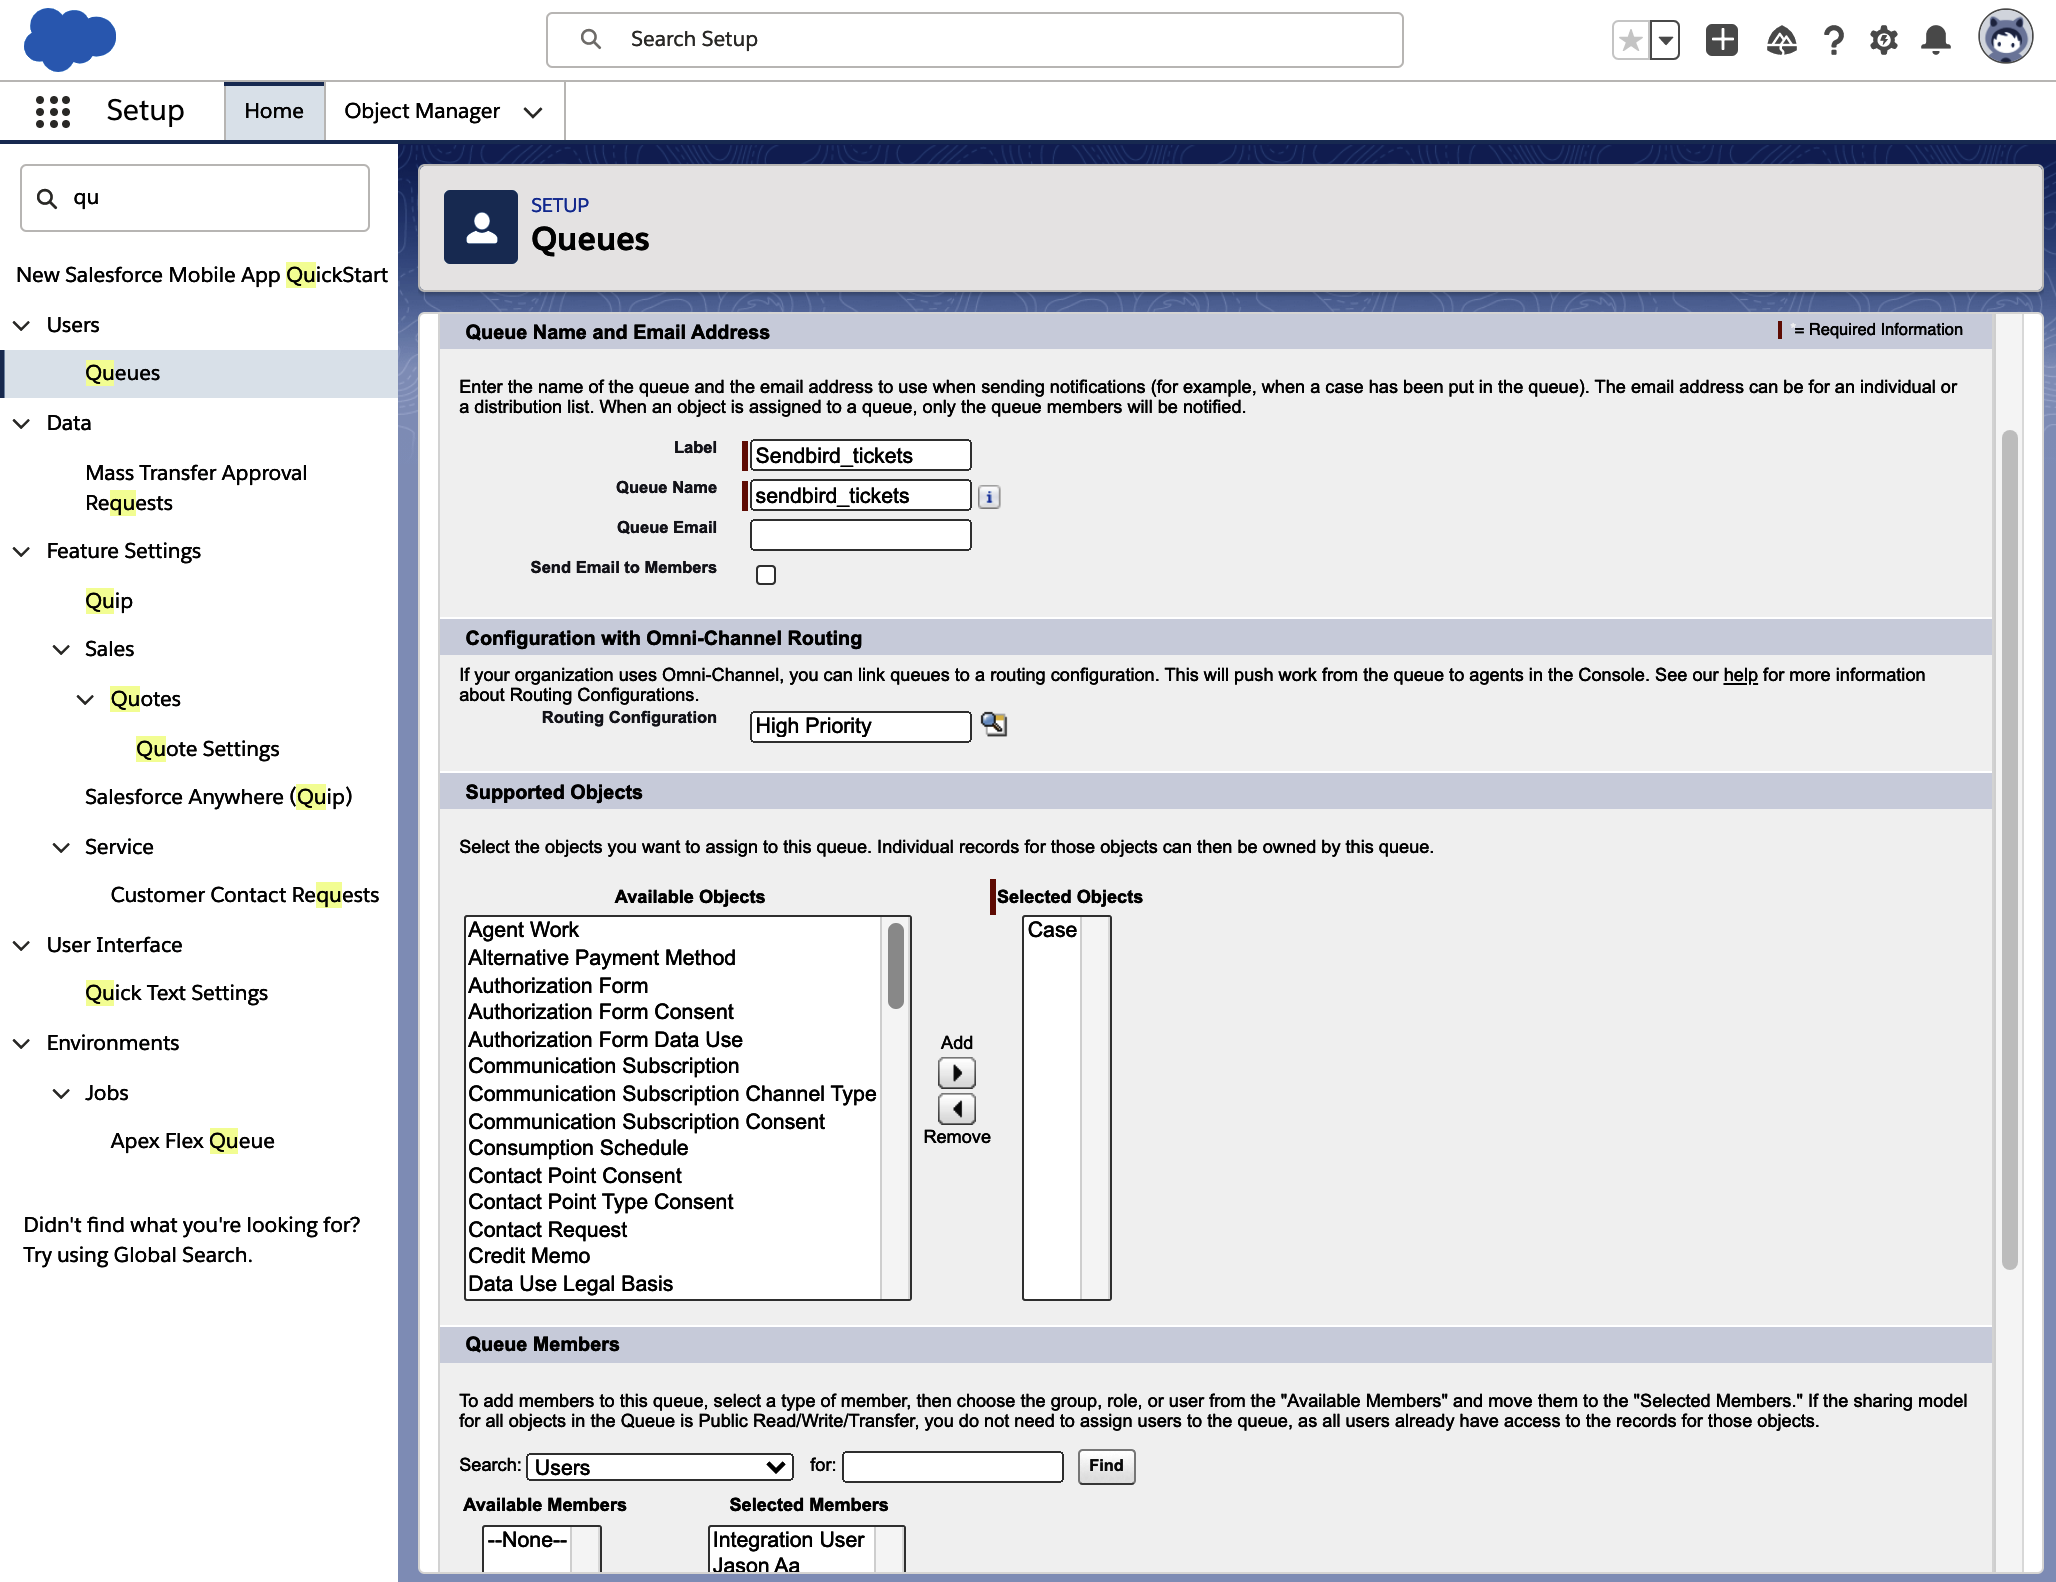 Search Setup
Setup
Home
Object Manager
qu
New Salesforce Mobile App QuickStart
Users
Queues
Data
Mass Transfer Approval
Requests
Feature Settings
Quip
Sales
Quotes
Quote Settings
Salesforce Anywhere (Quip)
Service
Customer Contact Requests
User Interface
Quick Text Settings
Environments
Jobs
Apex Flex Queue
Didn't find what you're looking for?
Try using Global Search.
SETUP
Queues
Queue Name and Email Address
= Required Information
Enter the name of the queue and the email address to use when sending notifications (for example, when a case has been put in the queue). The email address can be for an individual or
a distribution list. When an object is assigned to a queue, only the queue members will be notified.
Label
Sendbird_tickets
Queue Name
sendbird_tickets
Queue Email
Send Email to Members
Configuration with Omni-Channel Routing
If your organization uses Omni-Channel, you can link queues to a routing configuration. This will push work from the queue to agents in the Console. See our help for more information
about Routing Configurations.
Routing Configuration
High Priority
Supported Objects
Select the objects you want to assign to this queue. Individual records for those objects can then be owned by this queue.
Available Objects
Agent Work
Alternative Payment Method
Authorization Form
Authorization Form Consent
Authorization Form Data Use
Communication Subscription
Communication Subscription Channel Type
Communication Subscription Consent
Consumption Schedule
Contact Point Consent
Contact Point Type Consent
Contact Request
Credit Memo
Data Use Legal Basis
Add
Remove
Selected Objects
Case
Queue Members
To add members to this queue, select a type of member, then choose the group, role, or user from the "Available Members" and move them to the "Selected Members." If the sharing model
for all objects in the Queue is Public Read/Write/Transfer, you do not need to assign users to the queue, as all users already have access to the records for those objects.
Search: Users for: Find
Available Members
--None--
Selected Members
Integration User
Jason Aa